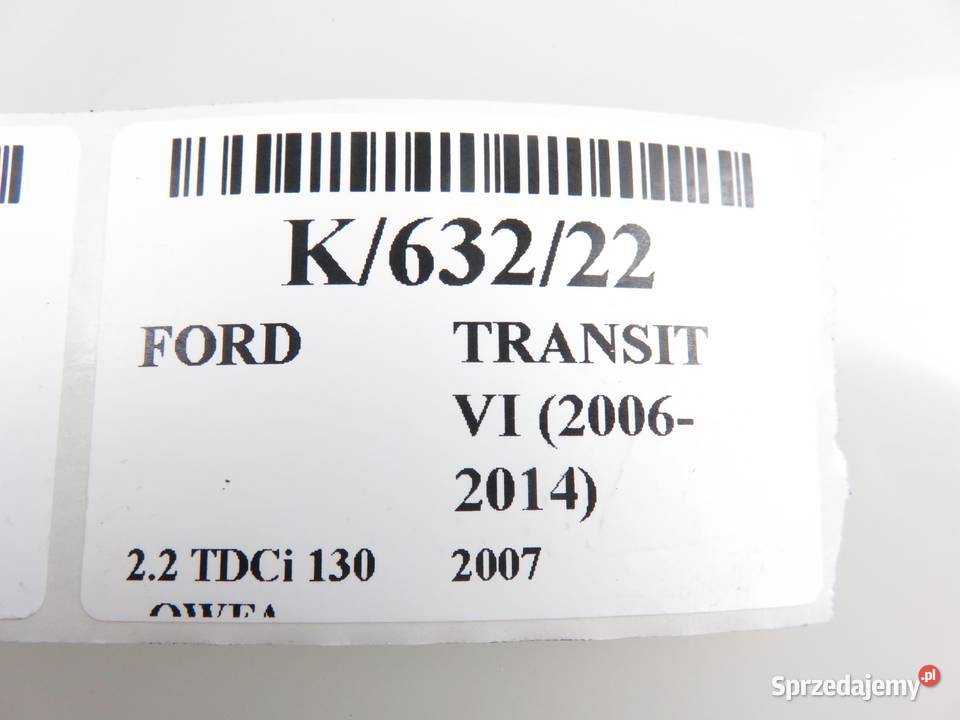 K/632/22
FORD TRANSIT
VI (2006-
2014)
2.2 TDCi 130 2007
Sprzedajemy.pl